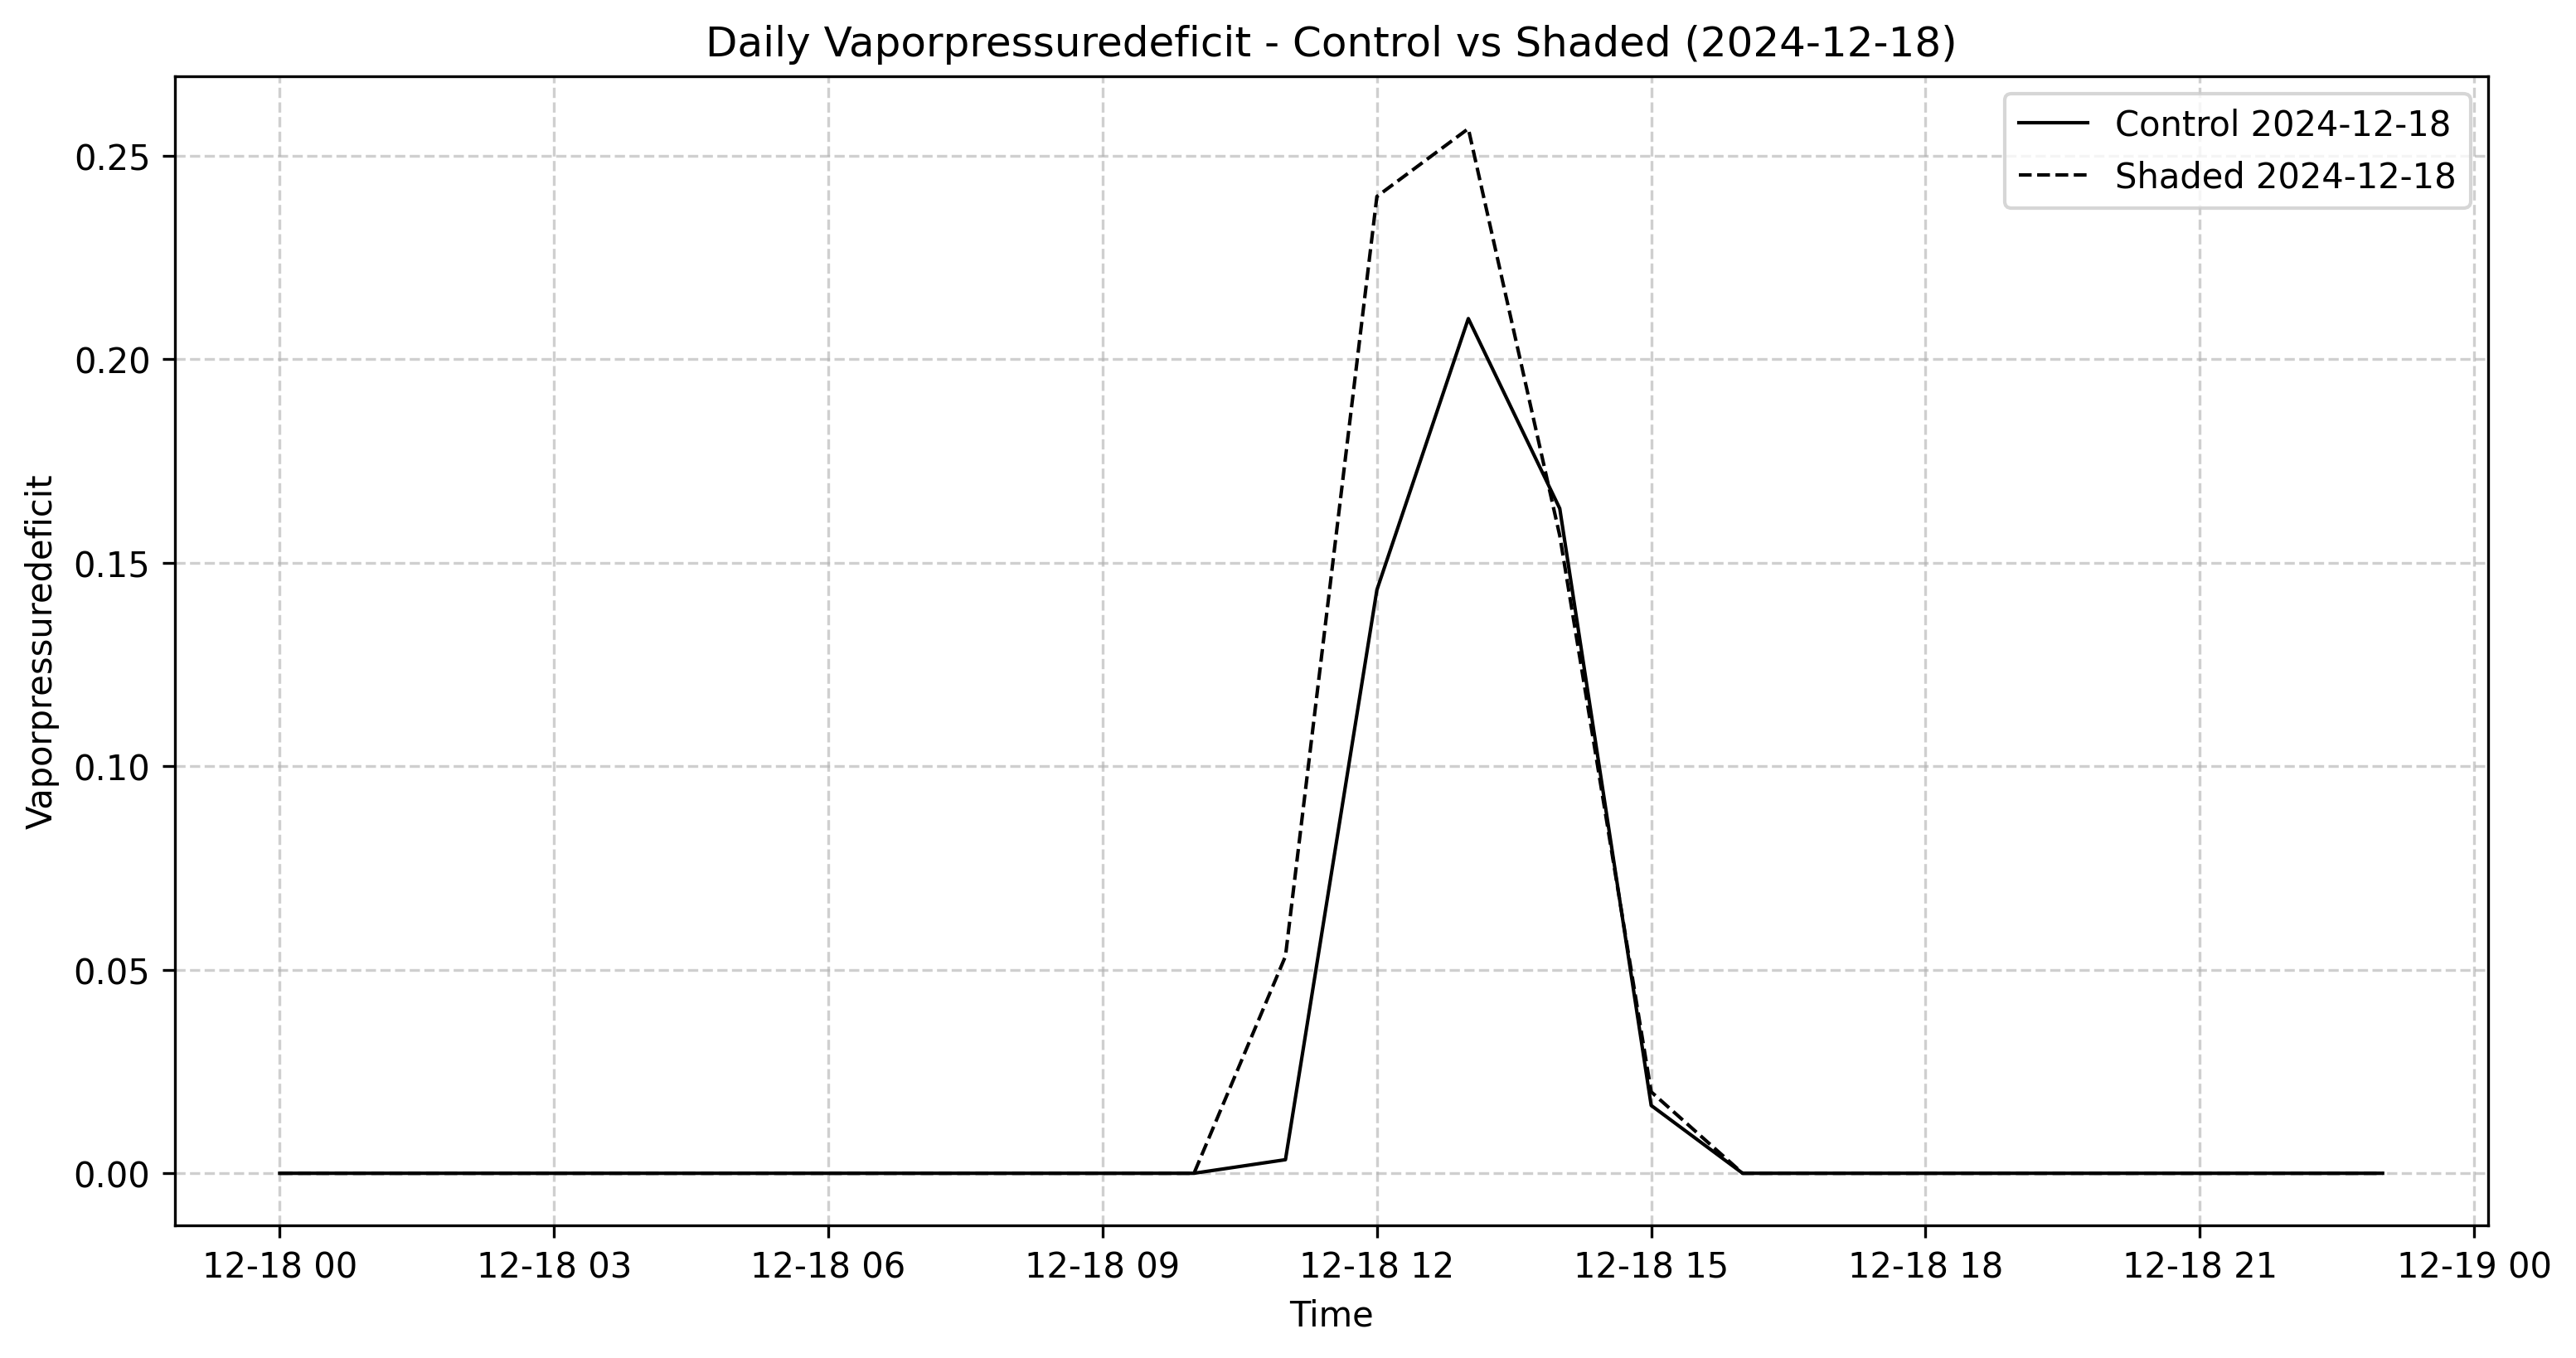 Daily Vaporpressuredeficit - Control vs Shaded (2024-12-18)
Control 2024-12-18
Shaded 2024-12-18
Vaporpressuredeficit
0.25
0.20
0.15
0.10
0.05
0.00
12-18 00 12-18 03 12-18 06 12-18 09 12-18 12 12-18 15 12-18 18 12-18 21 12-19 00
Time